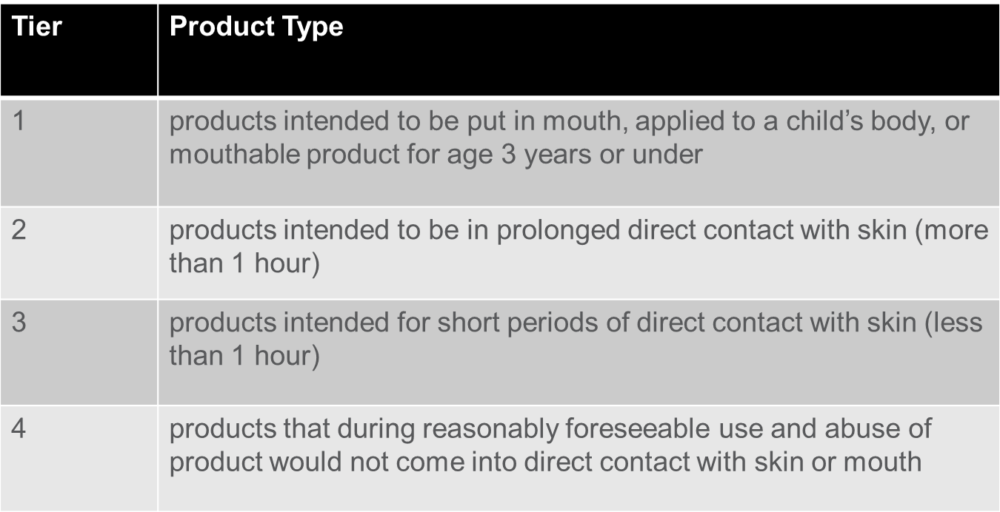 Tier
Product Type
1
products intended to be put in mouth, applied to a child’s body, or
mouthable product for age 3 years or under
2
products intended to be in prolonged direct contact with skin (more
than 1 hour)
3
products intended for short periods of direct contact with skin (less
than 1 hour)
4
products that during reasonably foreseeable use and abuse of
product would not come into direct contact with skin or mouth